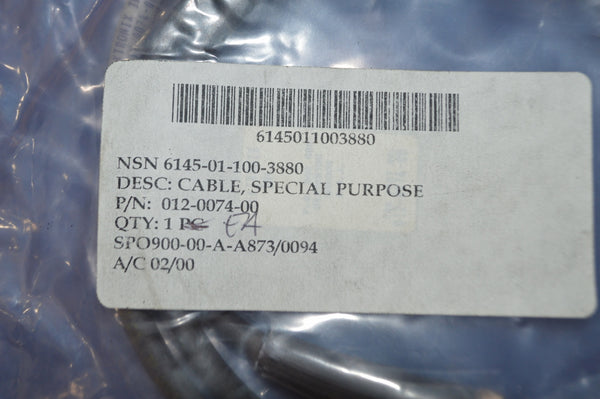 6145011003880
NSN 6145-01-100-3880
DESC: CABLE, SPECIAL PURPOSE
P/N: 012-0074-00
QTY: 1 PC EA
SPO900-00-A-A873/0094
A/C 02/00